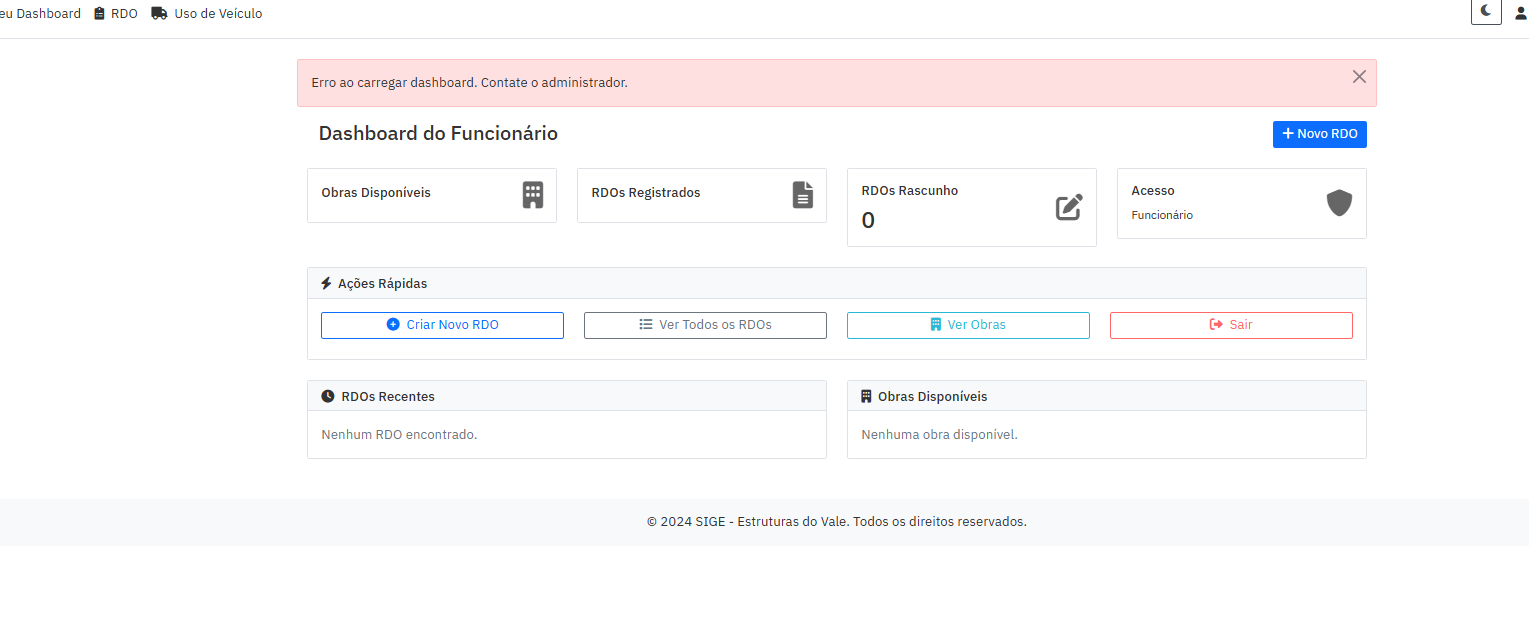 eu Dashboard RDO Uso de Veículo
Erro ao carregar dashboard. Contate o administrador.
Dashboard do Funcionário
Novo RDO
Obras Disponíveis
RDOs Registrados
RDOs Rascunho
0
Acesso
Funcionário
Ações Rápidas
Criar Novo RDO
Ver Todos os RDOs
Ver Obras
Sair
RDOs Recentes
Nenhum RDO encontrado.
Obras Disponíveis
Nenhuma obra disponível.
© 2024 SIGE - Estruturas do Vale. Todos os direitos reservados.